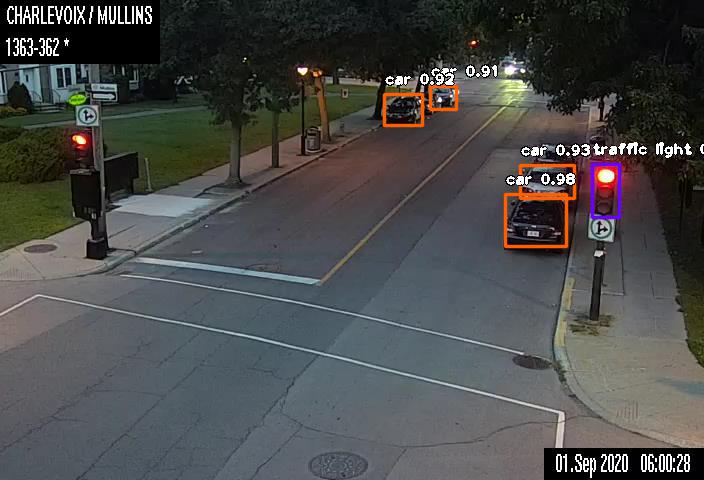 CHARLEVOIX / MULLINS
1363-362 *
car 0.92
car 0.91
car 0.93
traffic light 0
car 0.98
01.Sep 2020 06:00:28